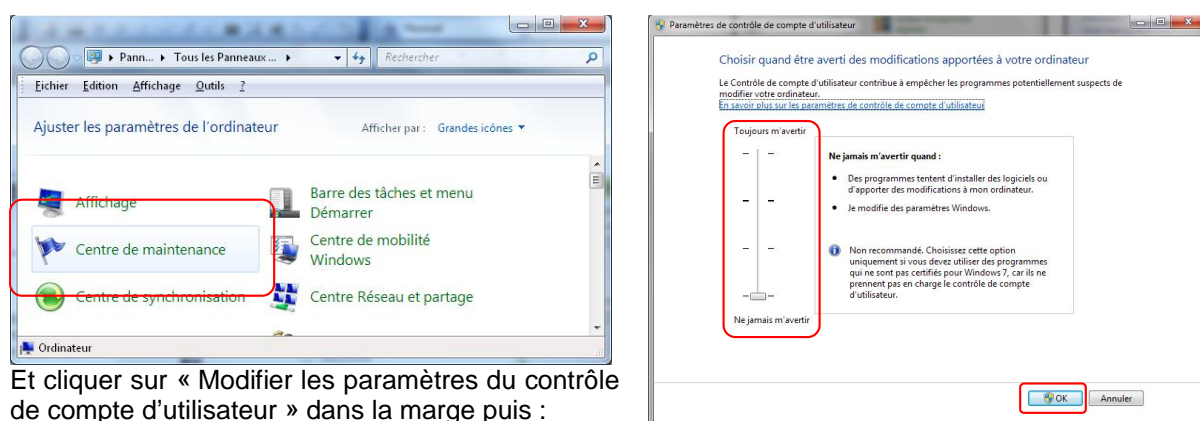 Pann... ▸ Tous les Panneaux ... ▸
Rechercher
Fichier Edition Affichage Outils ?
Ajuster les paramètres de l'ordinateur
Afficher par : Grandes icônes
Affichage
Barre des tâches et menu
Démarrer
Centre de maintenance
Centre de mobilité
Windows
Centre de synchronisation
Centre Réseau et partage
Ordinateur
Et cliquer sur « Modifier les paramètres du contrôle
de compte d'utilisateur » dans la marge puis :
Paramètres de contrôle de compte d'utilisateur
Choisir quand être averti des modifications apportées à votre ordinateur
Le Contrôle de compte d'utilisateur contribue à empêcher les programmes potentiellement suspects de
modifier votre ordinateur.
En savoir plus sur les paramètres de contrôle de compte d'utilisateur
Toujours m'avertir
Ne jamais m'avertir quand :
• Des programmes tentent d'installer des logiciels ou
d'apporter des modifications à mon ordinateur.
• Je modifie des paramètres Windows.
Non recommandé. Choisissez cette option
uniquement si vous devez utiliser des programmes
qui ne sont pas certifiés pour Windows 7, car ils ne
prennent pas en charge le contrôle de compte
d'utilisateur.
Ne jamais m'avertir
OK
Annuler